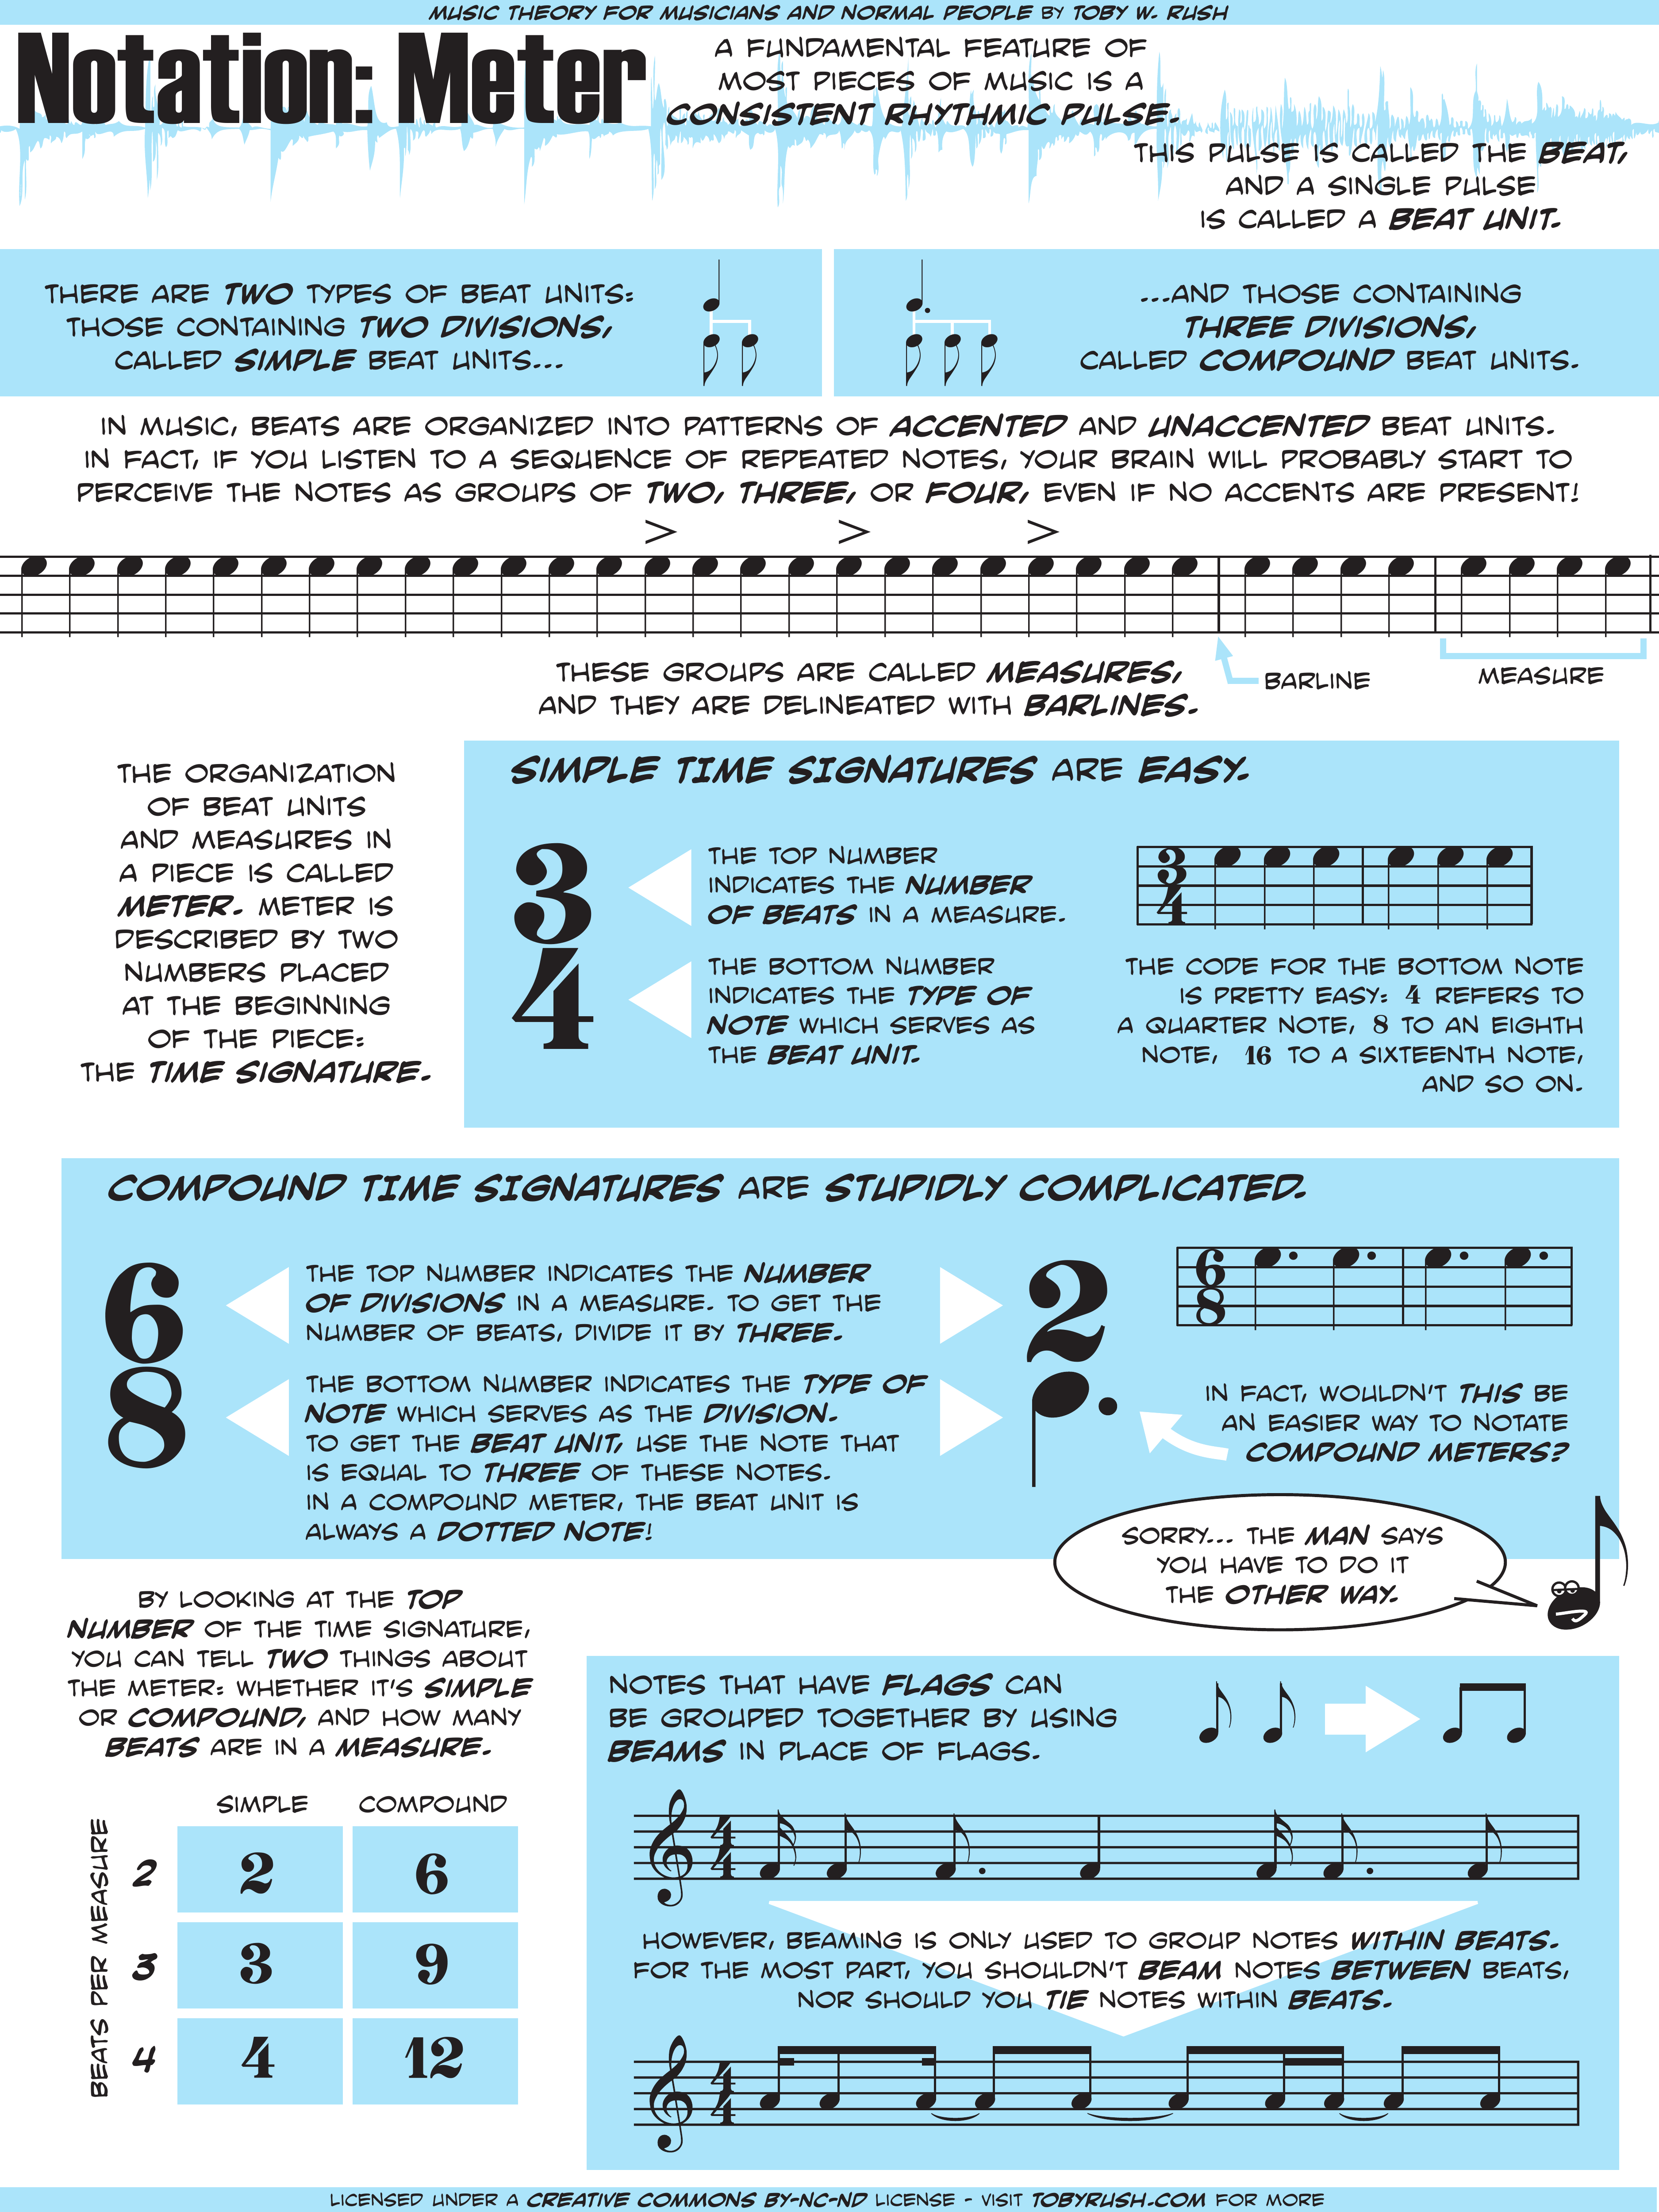 MUSIC THEORY FOR MUSICIANS AND NORMAL PEOPLE BY TOBY W. RUSH
Notation: Meter
A FUNDAMENTAL FEATURE OF
MOST PIECES OF MUSIC IS A
CONSISTENT RHYTHMIC PULSE.
THIS PULSE IS CALLED THE BEAT,
AND A SINGLE PULSE
IS CALLED A BEAT UNIT.
THERE ARE TWO TYPES OF BEAT UNITS:
THOSE CONTAINING TWO DIVISIONS,
CALLED SIMPLE BEAT UNITS...
...AND THOSE CONTAINING
THREE DIVISIONS,
CALLED COMPOUND BEAT UNITS.
IN MUSIC, BEATS ARE ORGANIZED INTO PATTERNS OF ACCENTED AND UNACCENTED BEAT UNITS.
IN FACT, IF YOU LISTEN TO A SEQUENCE OF REPEATED NOTES, YOUR BRAIN WILL PROBABLY START TO
PERCEIVE THE NOTES AS GROUPS OF TWO, THREE, OR FOUR, EVEN IF NO ACCENTS ARE PRESENT!
THESE GROUPS ARE CALLED MEASURES,
AND THEY ARE DELINEATED WITH BARLINES.
BARLINE
MEASURE
THE ORGANIZATION
OF BEAT UNITS
AND MEASURES IN
A PIECE IS CALLED
METER. METER IS
DESCRIBED BY TWO
NUMBERS PLACED
AT THE BEGINNING
OF THE PIECE:
THE TIME SIGNATURE.
SIMPLE TIME SIGNATURES ARE EASY.
3
4
THE TOP NUMBER
INDICATES THE NUMBER
OF BEATS IN A MEASURE.
THE BOTTOM NUMBER
INDICATES THE TYPE OF
NOTE WHICH SERVES AS
THE BEAT UNIT.
3
4
THE CODE FOR THE BOTTOM NOTE
IS PRETTY EASY: 4 REFERS TO
A QUARTER NOTE, 8 TO AN EIGHTH
NOTE, 16 TO A SIXTEENTH NOTE,
AND SO ON.
COMPOUND TIME SIGNATURES ARE STUPIDLY COMPLICATED.
6
8
THE TOP NUMBER INDICATES THE NUMBER
OF DIVISIONS IN A MEASURE. TO GET THE
NUMBER OF BEATS, DIVIDE IT BY THREE.
THE BOTTOM NUMBER INDICATES THE TYPE OF
NOTE WHICH SERVES AS THE DIVISION.
TO GET THE BEAT UNIT, USE THE NOTE THAT
IS EQUAL TO THREE OF THESE NOTES.
IN A COMPOUND METER, THE BEAT UNIT IS
ALWAYS A DOTTED NOTE!
2
6
8
IN FACT, WOULDN'T THIS BE
AN EASIER WAY TO NOTATE
COMPOUND METERS?
SORRY... THE MAN SAYS
YOU HAVE TO DO IT
THE OTHER WAY.
BY LOOKING AT THE TOP
NUMBER OF THE TIME SIGNATURE,
YOU CAN TELL TWO THINGS ABOUT
THE METER: WHETHER IT'S SIMPLE
OR COMPOUND, AND HOW MANY
BEATS ARE IN A MEASURE.
SIMPLE COMPOUND
BEATS PER MEASURE
2 2 6
3 3 9
4 4 12
NOTES THAT HAVE FLAGS CAN
BE GROUPED TOGETHER BY USING
BEAMS IN PLACE OF FLAGS.
4
4
HOWEVER, BEAMING IS ONLY USED TO GROUP NOTES WITHIN BEATS.
FOR THE MOST PART, YOU SHOULDN'T BEAM NOTES BETWEEN BEATS,
NOR SHOULD YOU TIE NOTES WITHIN BEATS.
4
4
LICENSED UNDER A CREATIVE COMMONS BY-NC-ND LICENSE - VISIT TOBYRUSH.COM FOR MORE